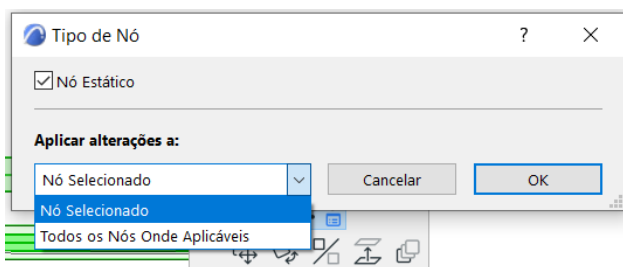 Tipo de Nó
?
Nó Estático
Aplicar alterações a:
Nó Selecionado
Cancelar
OK
Nó Selecionado
Todos os Nós Onde Aplicáveis